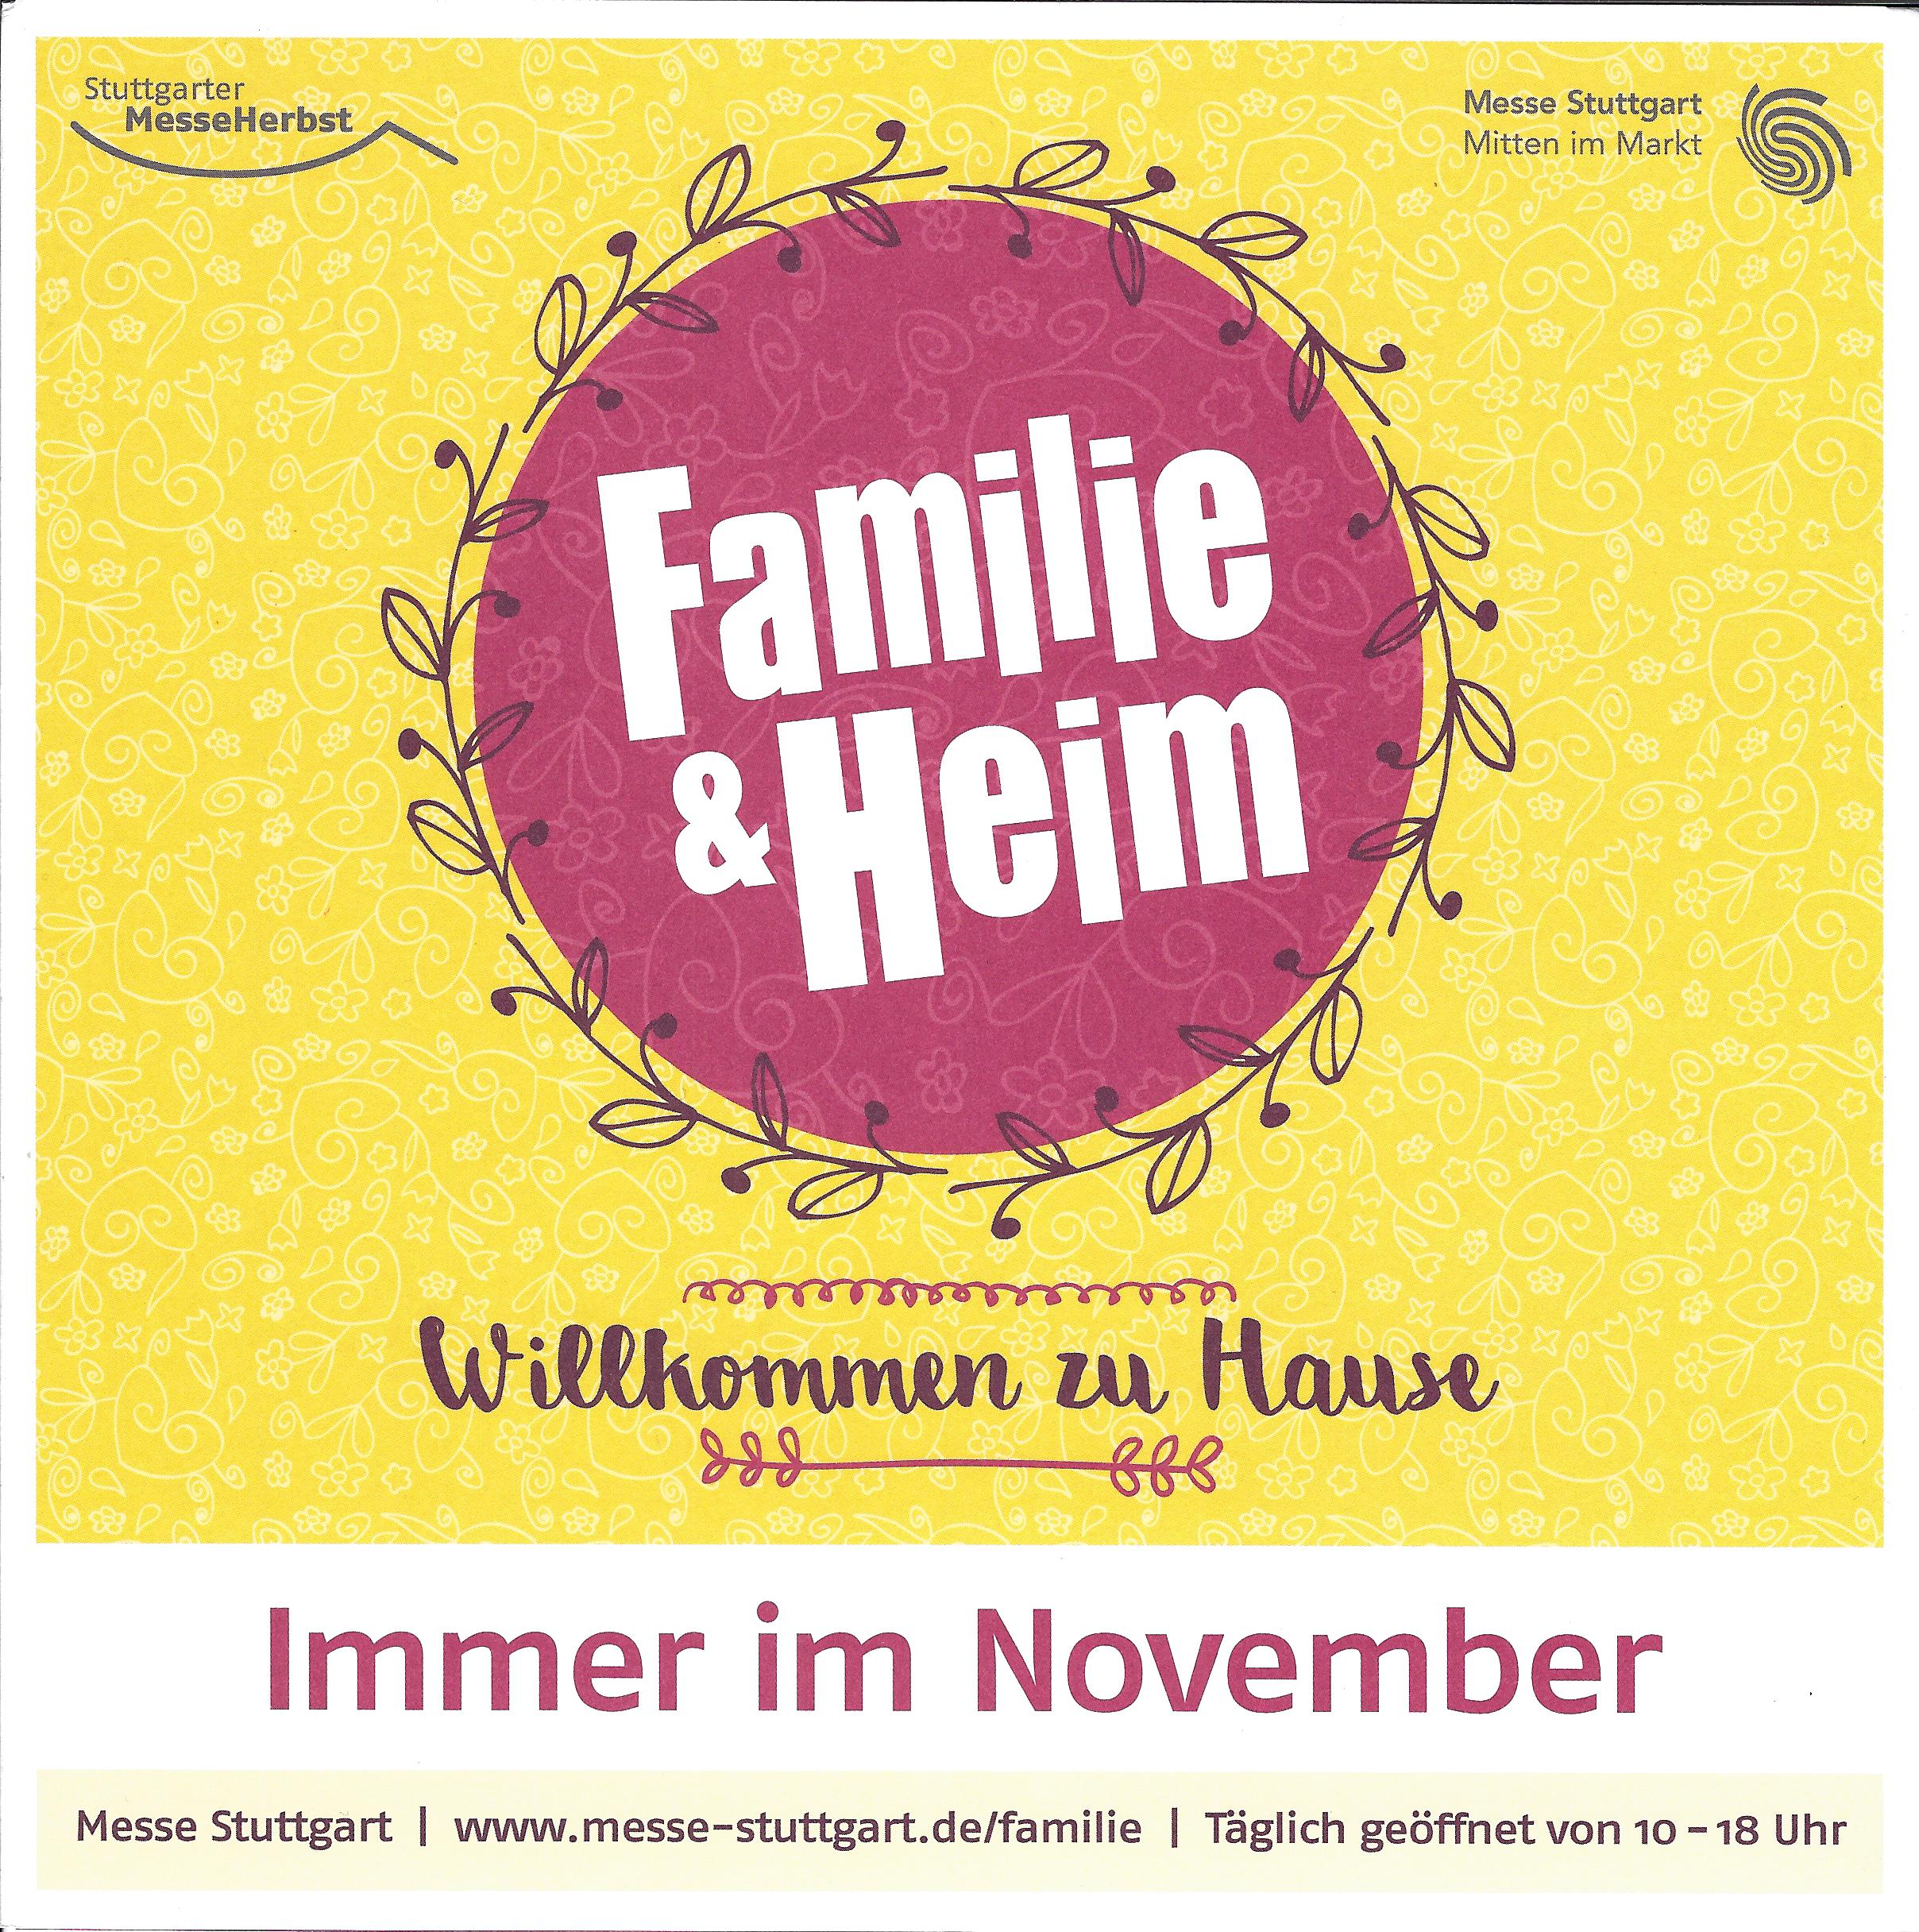 Stuttgarter
MesseHerbst
Messe Stuttgart
Mitten im Markt
Familie
& Heim
Willkommen zu Hause
Immer im November
Messe Stuttgart | www.messe-stuttgart.de/familie | Täglich geöffnet von 10 – 18 Uhr